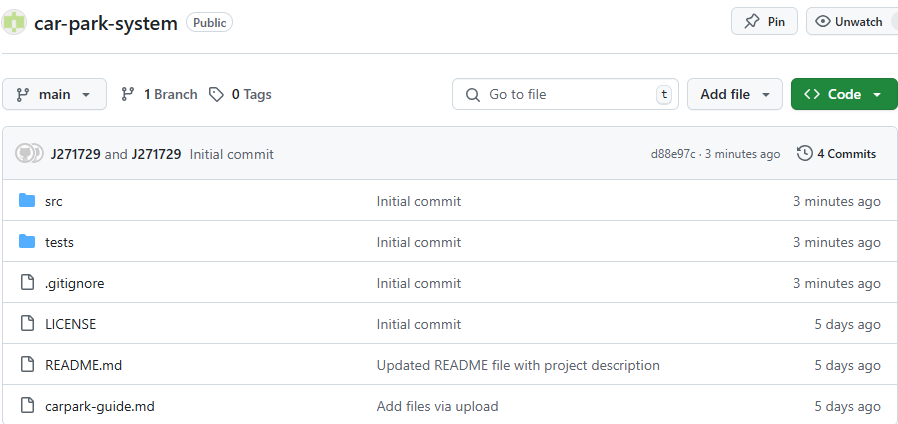 car-park-system Public Pin Unwatch
main 1 Branch 0 Tags Go to file t Add file Code
J271729 and J271729 Initial commit d88e97c · 3 minutes ago 4 Commits
src Initial commit 3 minutes ago
tests Initial commit 3 minutes ago
.gitignore Initial commit 3 minutes ago
LICENSE Initial commit 5 days ago
README.md Updated README file with project description 5 days ago
carpark-guide.md Add files via upload 5 days ago